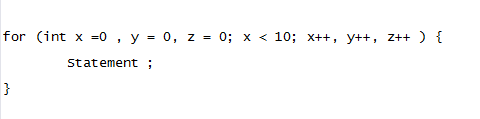 for (int x =0 , y = 0, z = 0; x < 10; x++, y++, z++ ) {
Statement ;
}